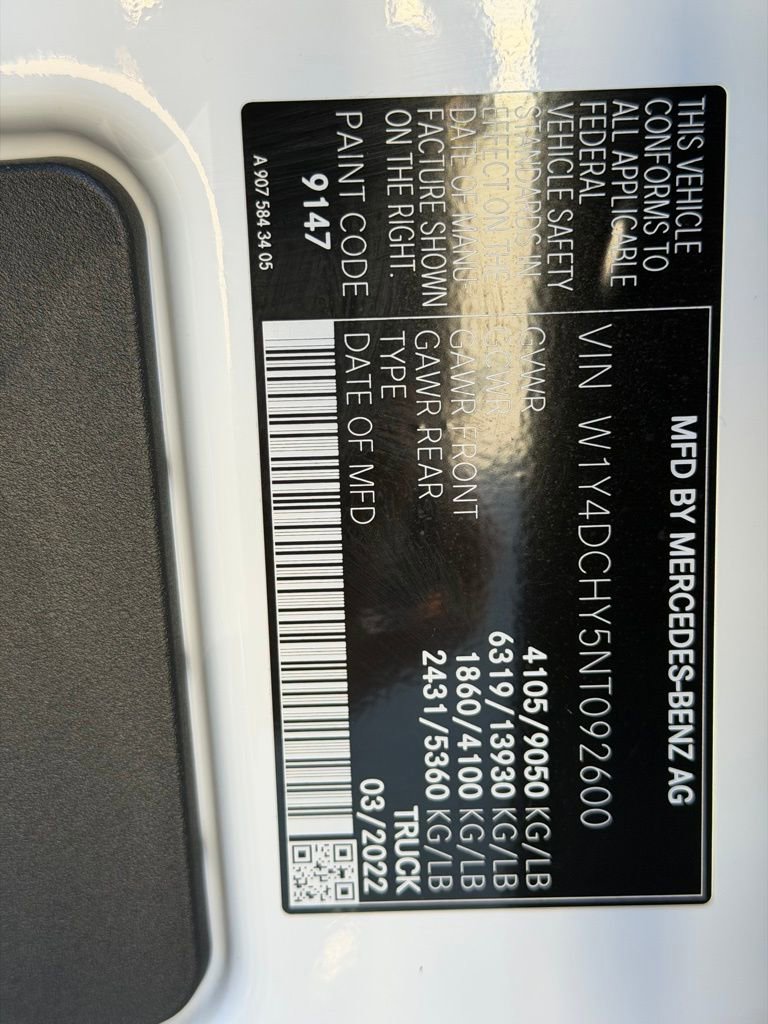 MFD BY MERCEDES-BENZ AG
THIS VEHICLE
CONFORMS TO
ALL APPLICABLE
FEDERAL
VEHICLE SAFETY
STANDARDS IN
EFFECT ON THE
DATE OF MANU-
FACTURE SHOWN
ON THE RIGHT.
PAINT CODE
9147
A 907 584 34 05
VIN W1Y4DCHY5NT092600
GVWR 4105/9050 KG/LB
GCWR 6319/13930 KG/LB
GAWR FRONT 1860/4100 KG/LB
GAWR REAR 2431/5360 KG/LB
TYPE TRUCK
DATE OF MFD 03/2022